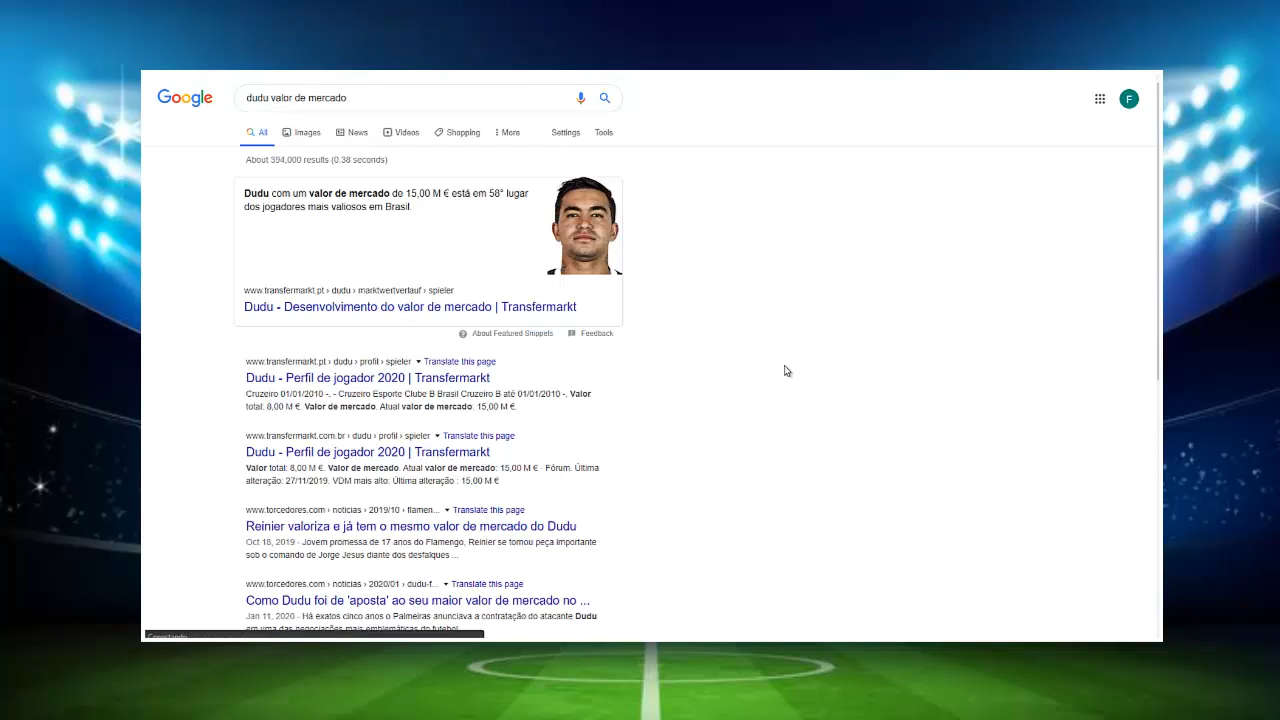 Google
dudu valor de mercado
F
All Images News Videos Shopping More Settings Tools
About 394,000 results (0.38 seconds)
Dudu com um valor de mercado de 15,00 M € está em 58° lugar
dos jogadores mais valiosos em Brasil.
www.transfermarkt.pt › dudu › marktwertverlauf › spieler
Dudu - Desenvolvimento do valor de mercado | Transfermarkt
About Featured Snippets Feedback
www.transfermarkt.pt › dudu › profil › spieler Translate this page
Dudu - Perfil de jogador 2020 | Transfermarkt
Cruzeiro 01/01/2010 -. - Cruzeiro Esporte Clube B Brasil Cruzeiro B até 01/01/2010 -. Valor
total: 8,00 M €. Valor de mercado. Atual valor de mercado: 15,00 M €.
www.transfermarkt.com.br › dudu › profil › spieler Translate this page
Dudu - Perfil de jogador 2020 | Transfermarkt
Valor total: 8,00 M €. Valor de mercado. Atual valor de mercado: 15,00 M € · Fórum. Última
alteração: 27/11/2019. VDM mais alto: Última alteração : 15,00 M €
www.torcedores.com › noticias › 2019/10 › flamen... Translate this page
Reinier valoriza e já tem o mesmo valor de mercado do Dudu
Oct 18, 2019 - Jovem promessa de 17 anos do Flamengo, Reinier se tornou peça importante
sob o comando de Jorge Jesus diante dos desfalques ...
www.torcedores.com › noticias › 2020/01 › dudu-f... Translate this page
Como Dudu foi de 'aposta' ao seu maior valor de mercado no ...
Jan 11, 2020 - Há exatos cinco anos o Palmeiras anunciava a contratação do atacante Dudu
em uma das negociações mais emblemáticas do futebol